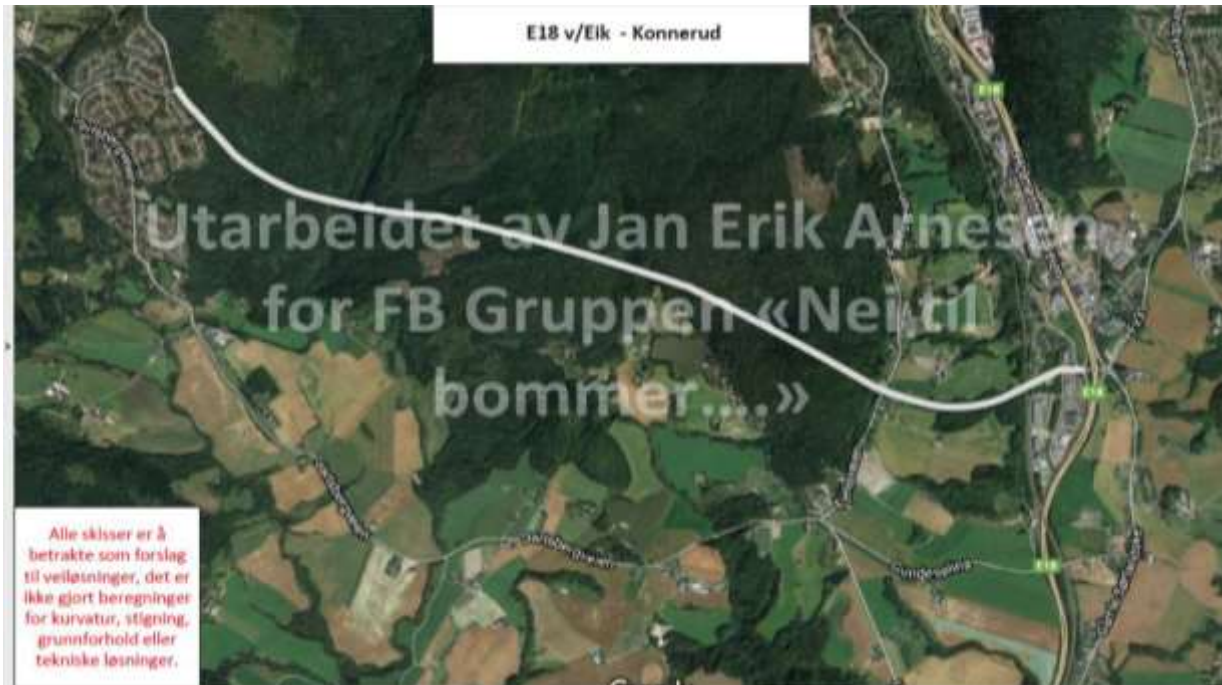 E18 v/Eik - Konnerud
E18
Utarbeidet av Jan Erik Arnesen
for FB Gruppen «Nei til
bommer....»
E18
Jarlsbergveien
E18
Alle skisser er å
betrakte som forslag
til veiløsninger, det er
ikke gjort beregninger
for kurvatur, stigning,
grunnforhold eller
tekniske løsninger.